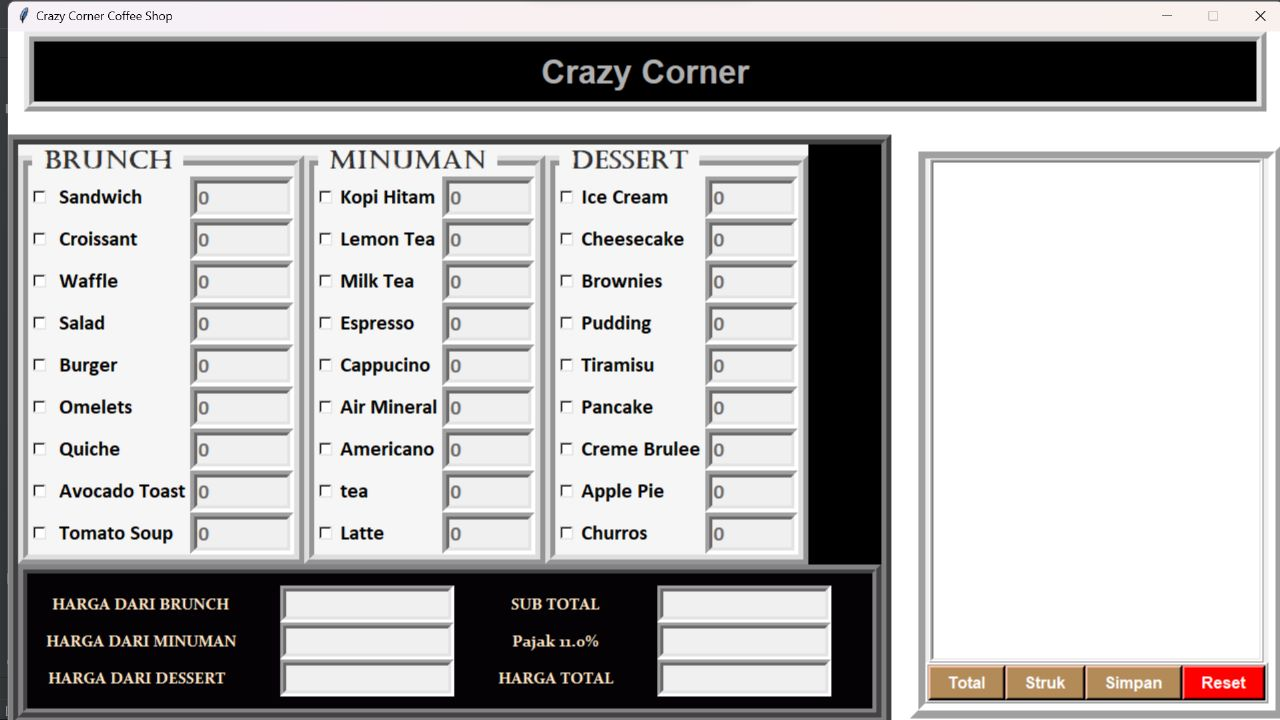 Crazy Corner Coffee Shop
Crazy Corner
BRUNCH MINUMAN DESSERT
Sandwich 0 Kopi Hitam 0 Ice Cream 0
Croissant 0 Lemon Tea 0 Cheesecake 0
Waffle 0 Milk Tea 0 Brownies 0
Salad 0 Espresso 0 Pudding 0
Burger 0 Cappucino 0 Tiramisu 0
Omelets 0 Air Mineral 0 Pancake 0
Quiche 0 Americano 0 Creme Brulee 0
Avocado Toast 0 tea 0 Apple Pie 0
Tomato Soup 0 Latte 0 Churros 0
HARGA DARI BRUNCH SUB TOTAL
HARGA DARI MINUMAN Pajak 11.0%
HARGA DARI DESSERT HARGA TOTAL
Total Struk Simpan Reset